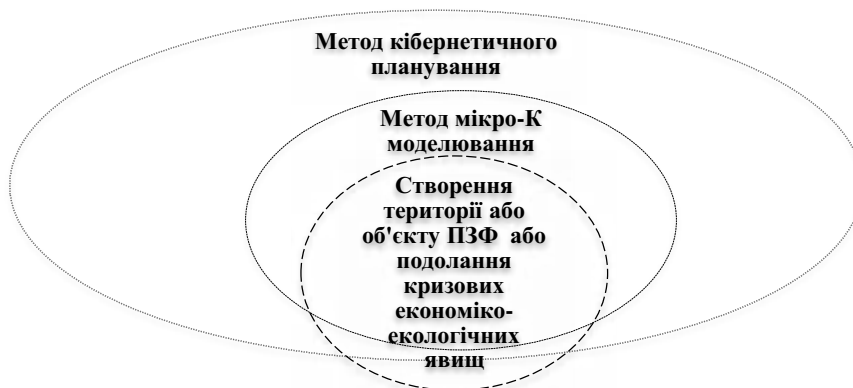 Метод кібернетичного
планування
Метод мікро-К
моделювання
Створення
території або
об'єкту ПЗФ або
подолання
кризових
економіко-
екологічних
явищ